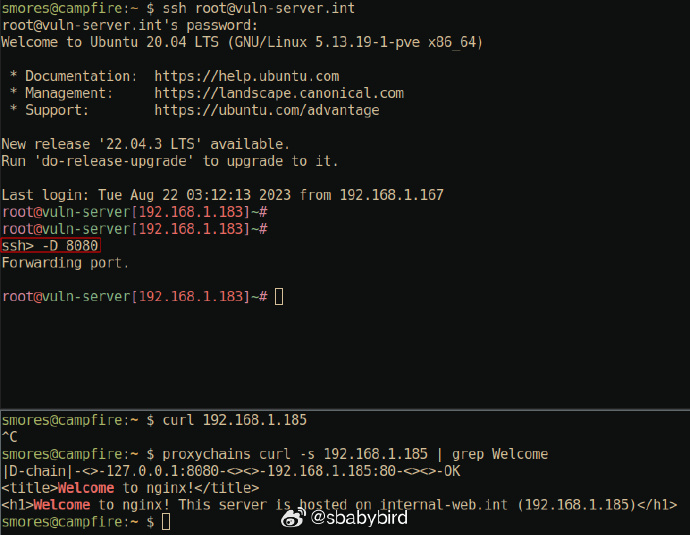 smores@campfire:~ $ ssh root@vuln-server.int
root@vuln-server.int's password:
Welcome to Ubuntu 20.04 LTS (GNU/Linux 5.13.19-1-pve x86_64)
* Documentation:  https://help.ubuntu.com
* Management:     https://landscape.canonical.com
* Support:        https://ubuntu.com/advantage
New release '22.04.3 LTS' available.
Run 'do-release-upgrade' to upgrade to it.
Last login: Tue Aug 22 03:12:13 2023 from 192.168.1.167
root@vuln-server[192.168.1.183]~#
root@vuln-server[192.168.1.183]~#
ssh> -D 8080
Forwarding port.
root@vuln-server[192.168.1.183]~#
smores@campfire:~ $ curl 192.168.1.185
^C
smores@campfire:~ $ proxychains curl -s 192.168.1.185 | grep Welcome
|D-chain|-<>-127.0.0.1:8080-<><>-192.168.1.185:80-<><>-OK
<title>Welcome to nginx!</title>
<h1>Welcome to nginx! This server is hosted on internal-web.int (192.168.1.185)</h1>
smores@campfire:~ $
@sbabybird